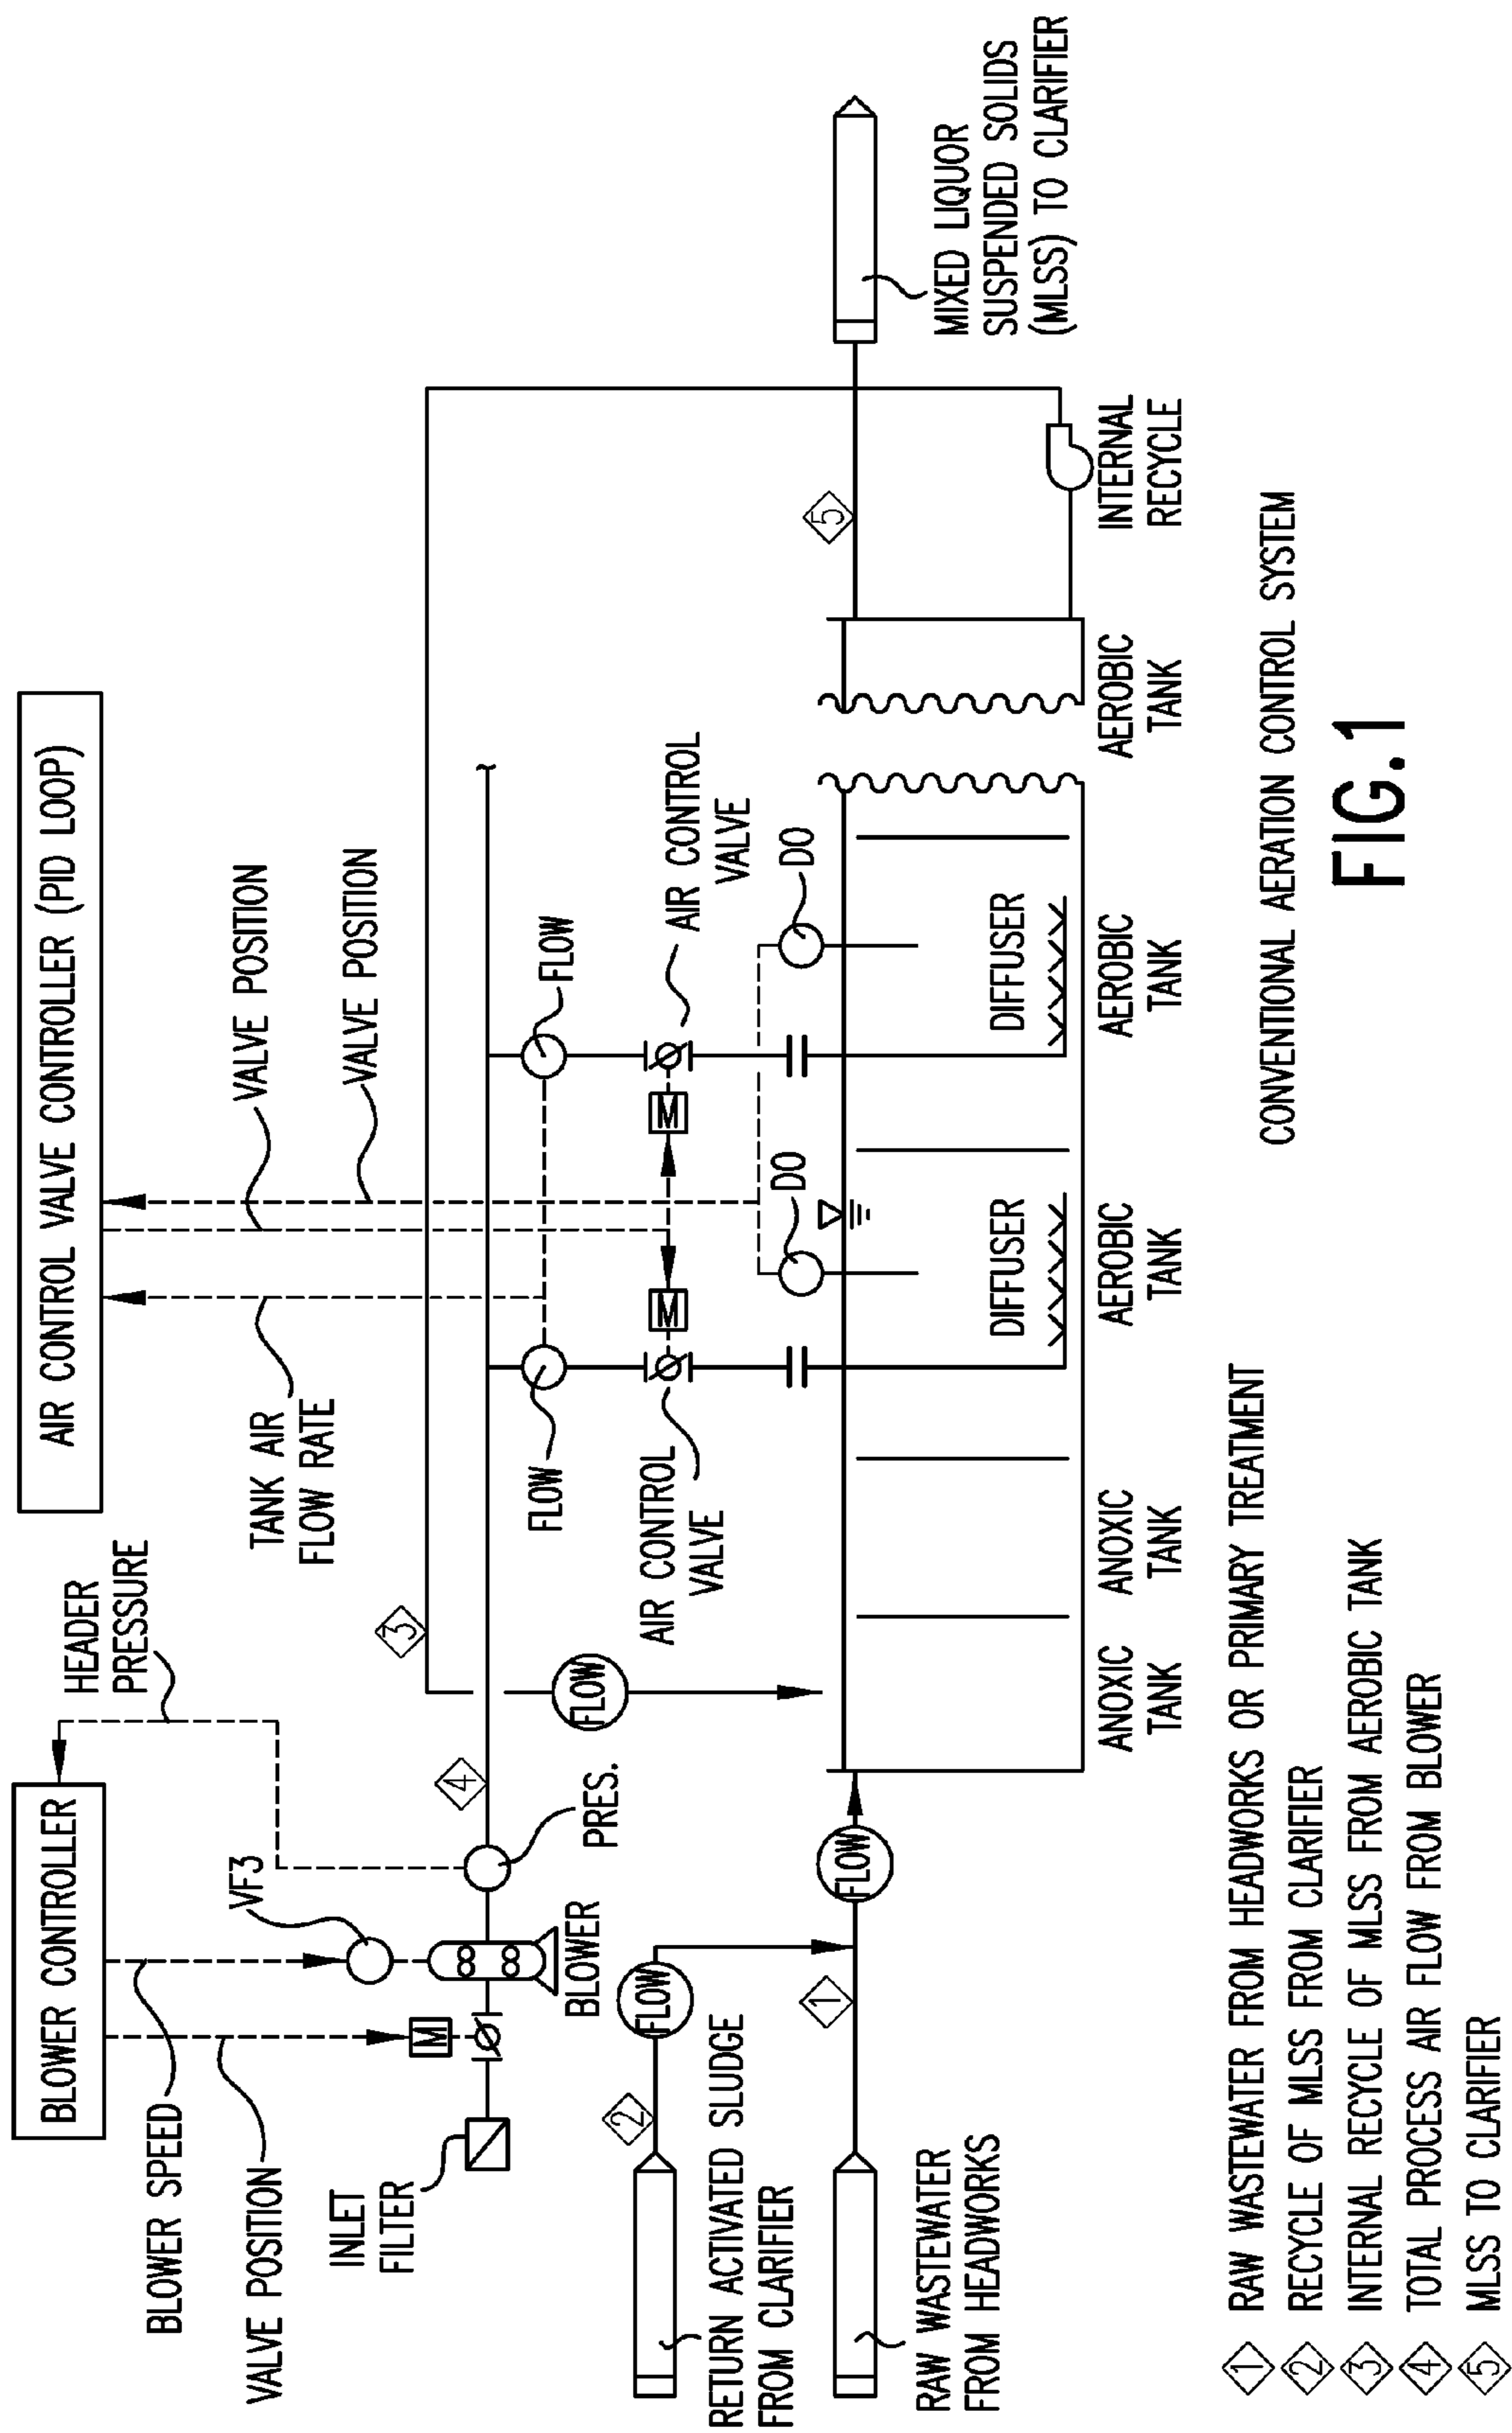 BLOWER CONTROLLER
AIR CONTROL VALVE CONTROLLER (PID LOOP)
HEADER
PRESSURE
BLOWER SPEED
VALVE POSITION
VF3
TANK AIR
FLOW RATE
VALVE POSITION
VALVE POSITION
INLET
FILTER
M
BLOWER
PRES.
4
3
FLOW
FLOW
FLOW
AIR CONTROL
VALVE
M
M
AIR CONTROL
VALVE
DO
DO
RETURN ACTIVATED SLUDGE
FROM CLARIFIER
2
FLOW
RAW WASTEWATER
FROM HEADWORKS
1
FLOW
DIFFUSER
DIFFUSER
5
MIXED LIQUOR
SUSPENDED SOLIDS
(MLSS) TO CLARIFIER
INTERNAL
RECYCLE
ANOXIC
TANK
ANOXIC
TANK
AEROBIC
TANK
AEROBIC
TANK
AEROBIC
TANK
1 RAW WASTEWATER FROM HEADWORKS OR PRIMARY TREATMENT
2 RECYCLE OF MLSS FROM CLARIFIER
3 INTERNAL RECYCLE OF MLSS FROM AEROBIC TANK
4 TOTAL PROCESS AIR FLOW FROM BLOWER
5 MLSS TO CLARIFIER
CONVENTIONAL AERATION CONTROL SYSTEM
FIG.1